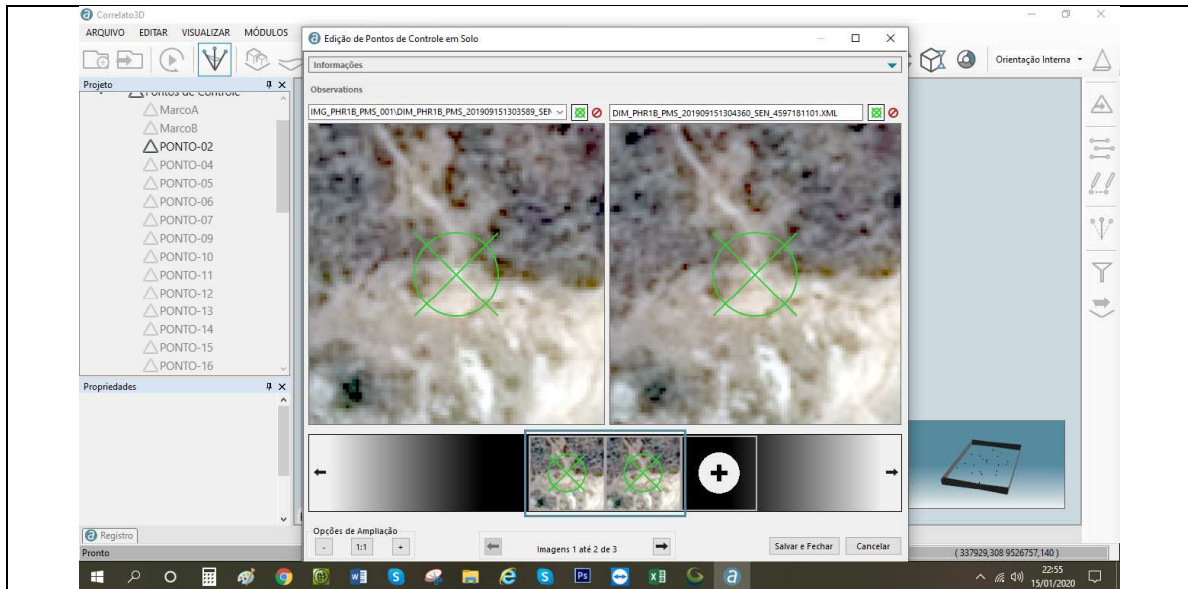 Correlato3D
ARQUIVO EDITAR VISUALIZAR MÓDULOS
Edição de Pontos de Controle em Solo
Informações
Observations
IMG_PHR1B_PMS_001\DIM_PHR1B_PMS_201909151303589_SEN
DIM_PHR1B_PMS_201909151304360_SEN_4597181101.XML
Orientação Interna
Projeto
Pontos de Controle
MarcoA
MarcoB
PONTO-02
PONTO-04
PONTO-05
PONTO-06
PONTO-07
PONTO-09
PONTO-10
PONTO-11
PONTO-12
PONTO-13
PONTO-14
PONTO-15
PONTO-16
Propriedades
Registro
Pronto
Opções de Ampliação
- 1:1 +
Imagens 1 até 2 de 3
Salvar e Fechar Cancelar
( 337929,308 9526757,140 )
22:55
15/01/2020